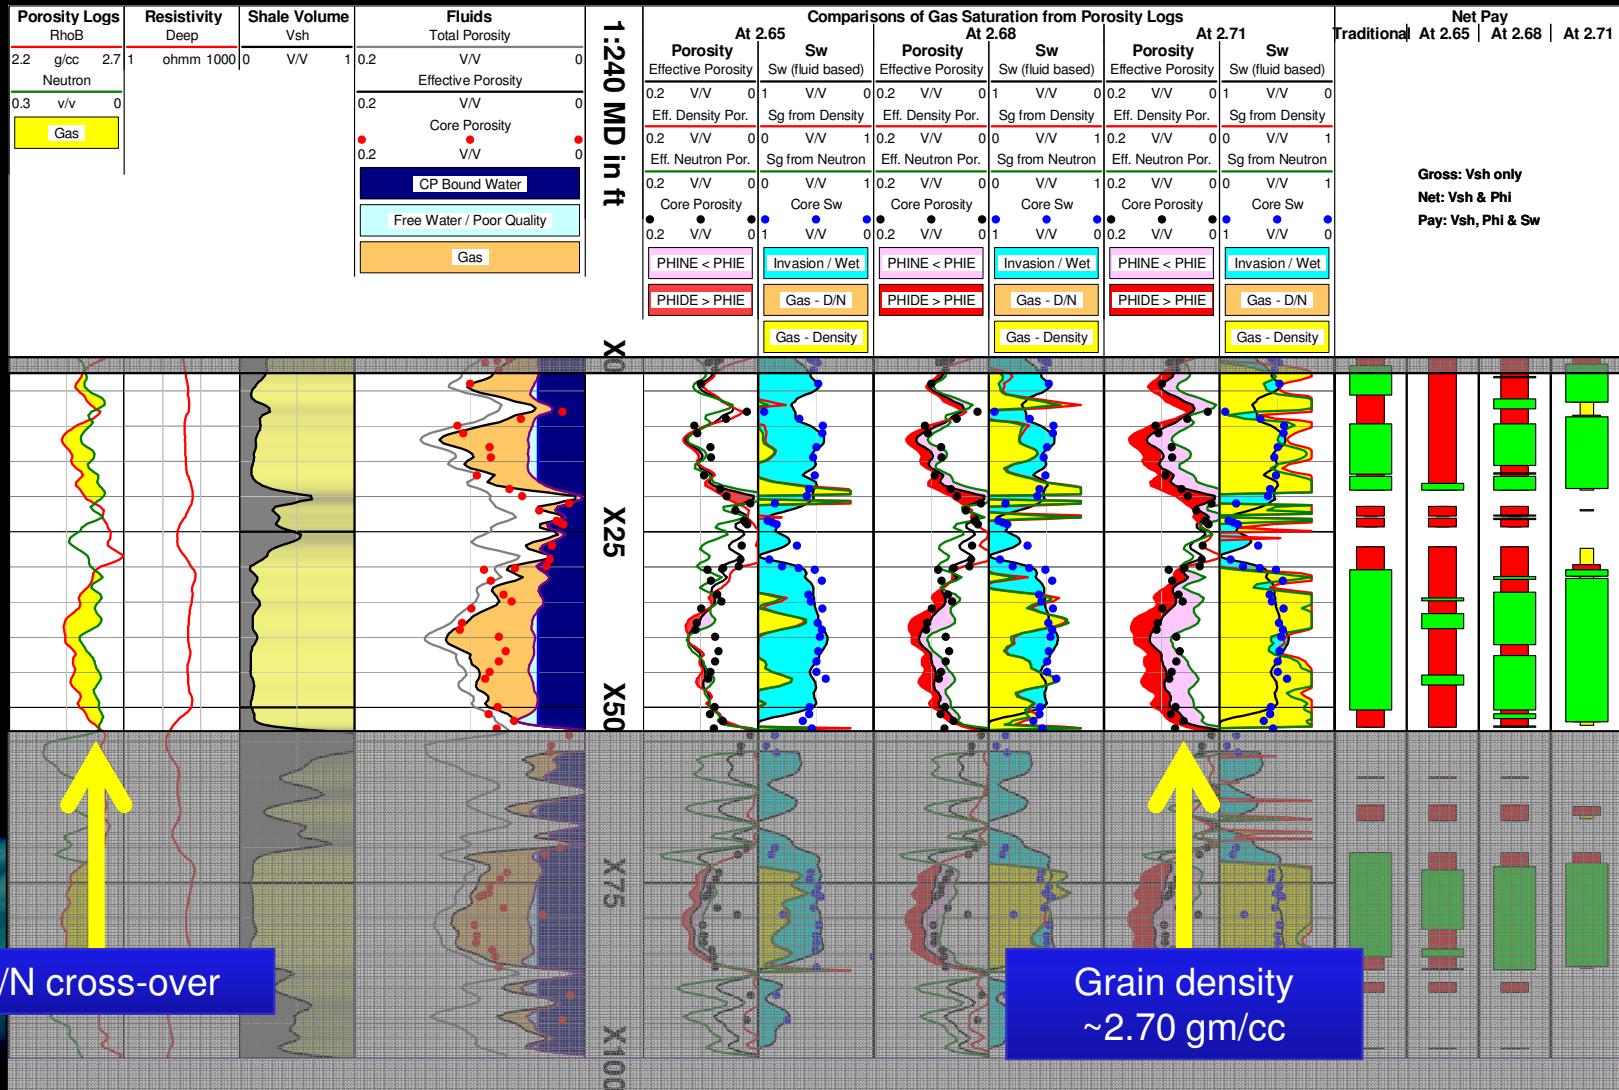 Porosity Logs
RhoB
2.2 g/cc 2.7
Neutron
0.3 v/v 0
Gas
Resistivity
Deep
1 ohmm 1000
Shale Volume
Vsh
0 V/V 1
Fluids
Total Porosity
0.2 V/V 0
Effective Porosity
0.2 V/V 0
Core Porosity
0.2 V/V 0
CP Bound Water
Free Water / Poor Quality
Gas
1:240 MD in ft
Comparisons of Gas Saturation from Porosity Logs
At 2.65
Porosity
Effective Porosity
0.2 V/V 0
Eff. Density Por.
0.2 V/V 0
Eff. Neutron Por.
0.2 V/V 0
Core Porosity
0.2 V/V 0
PHINE < PHIE
PHIDE > PHIE
Sw
Sw (fluid based)
1 V/V 0
Sg from Density
0 V/V 1
Sg from Neutron
0 V/V 1
Core Sw
1 V/V 0
Invasion / Wet
Gas - D/N
Gas - Density
At 2.68
Porosity
Effective Porosity
0.2 V/V 0
Eff. Density Por.
0.2 V/V 0
Eff. Neutron Por.
0.2 V/V 0
Core Porosity
0.2 V/V 0
PHINE < PHIE
PHIDE > PHIE
Sw
Sw (fluid based)
1 V/V 0
Sg from Density
0 V/V 1
Sg from Neutron
0 V/V 1
Core Sw
1 V/V 0
Invasion / Wet
Gas - D/N
Gas - Density
At 2.71
Porosity
Effective Porosity
0.2 V/V 0
Eff. Density Por.
0.2 V/V 0
Eff. Neutron Por.
0.2 V/V 0
Core Porosity
0.2 V/V 0
PHINE < PHIE
PHIDE > PHIE
Sw
Sw (fluid based)
1 V/V 0
Sg from Density
0 V/V 1
Sg from Neutron
0 V/V 1
Core Sw
1 V/V 0
Invasion / Wet
Gas - D/N
Gas - Density
Net Pay
Traditional At 2.65 At 2.68 At 2.71
Gross: Vsh only
Net: Vsh & Phi
Pay: Vsh, Phi & Sw
X0
X25
X50
X75
X100
/N cross-over
Grain density
~2.70 gm/cc